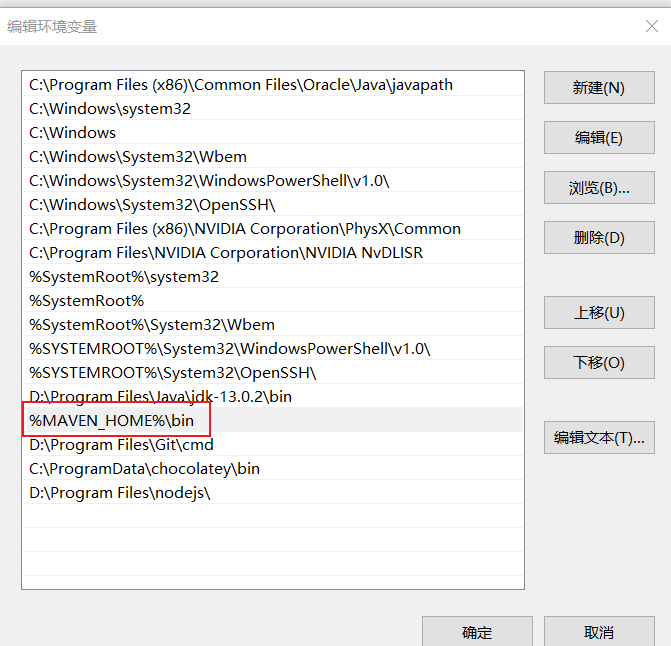 编辑环境变量
C:\Program Files (x86)\Common Files\Oracle\Java\javapath
C:\Windows\system32
C:\Windows
C:\Windows\System32\Wbem
C:\Windows\System32\WindowsPowerShell\v1.0\
C:\Windows\System32\OpenSSH\
C:\Program Files (x86)\NVIDIA Corporation\PhysX\Common
C:\Program Files\NVIDIA Corporation\NVIDIA NvDLISR
%SystemRoot%\system32
%SystemRoot%
%SystemRoot%\System32\Wbem
%SYSTEMROOT%\System32\WindowsPowerShell\v1.0\
%SYSTEMROOT%\System32\OpenSSH\
D:\Program Files\Java\jdk-13.0.2\bin
%MAVEN_HOME%\bin
D:\Program Files\Git\cmd
C:\ProgramData\chocolatey\bin
D:\Program Files\nodejs\
新建(N)
编辑(E)
浏览(B)...
删除(D)
上移(U)
下移(O)
编辑文本(T)...
确定
取消